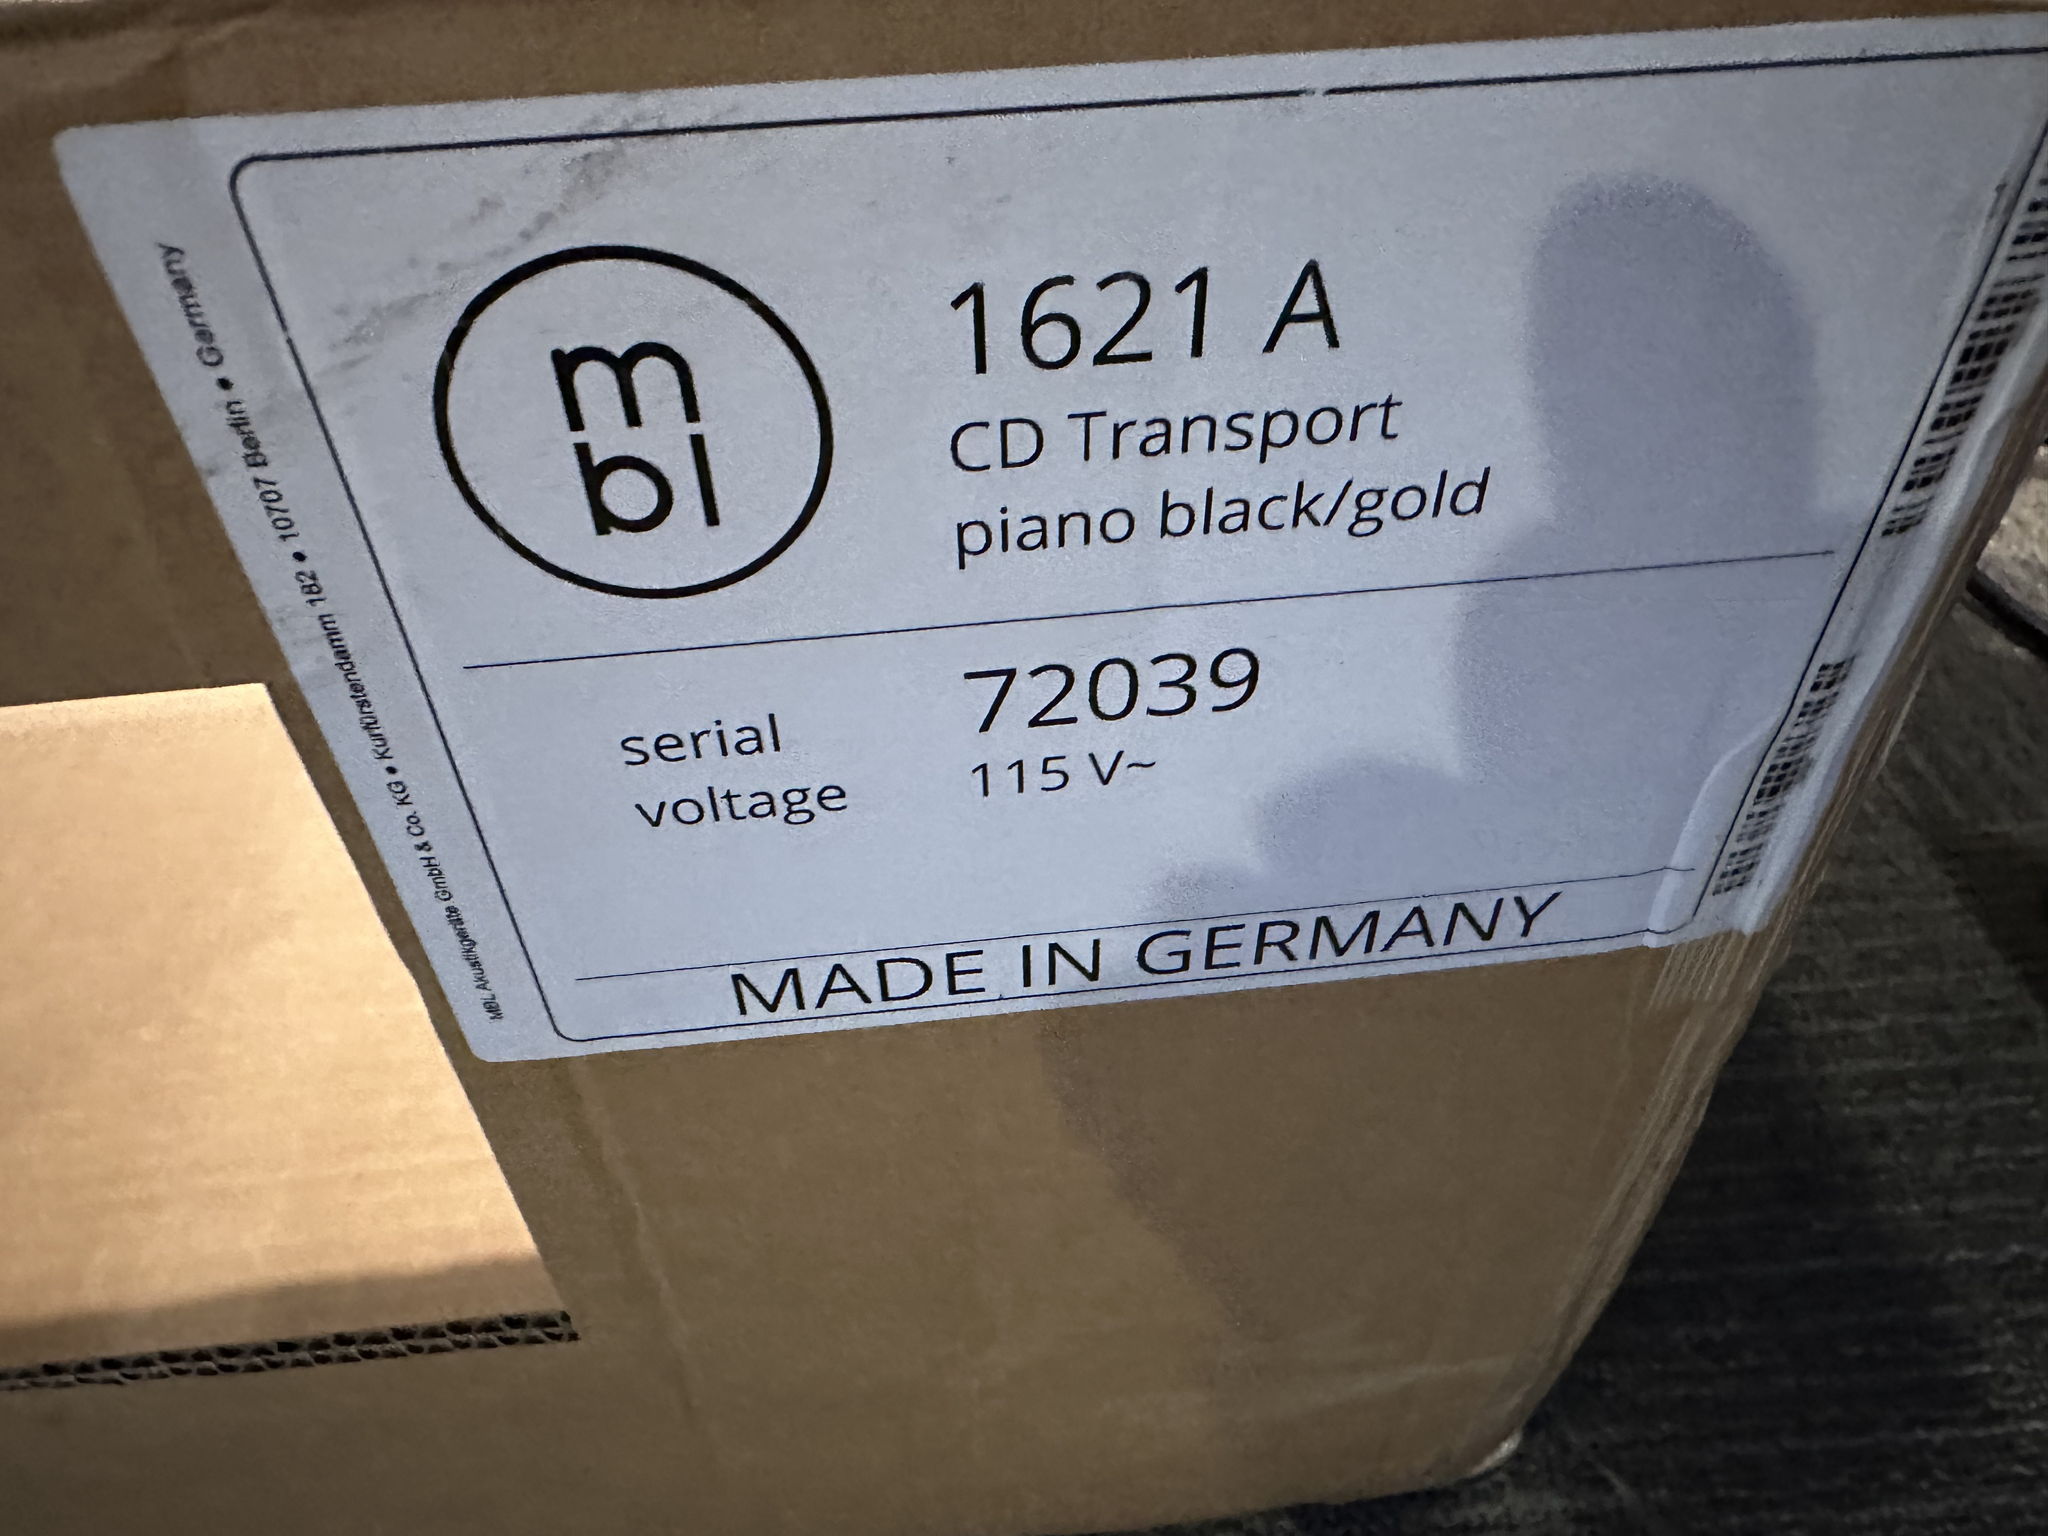 mbl
1621 A
CD Transport
piano black/gold
serial 72039
voltage 115 V~
MADE IN GERMANY
MBL Akustikgeräte GmbH & Co. KG • Kurfürstendamm 182 • 10707 Berlin • Germany